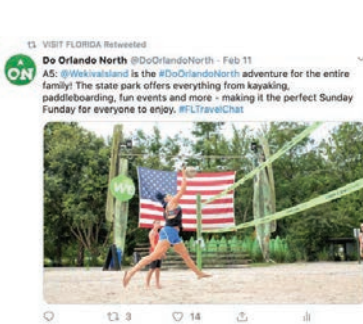 VISIT FLORIDA Retweeted
Do Orlando North @DoOrlandoNorth · Feb 11
A5: @WekivaIsland is the #DoOrlandoNorth adventure for the entire
family! The state park offers everything from kayaking,
paddleboarding, fun events and more - making it the perfect Sunday
Funday for everyone to enjoy. #FLTravelChat
ON
We
3
14